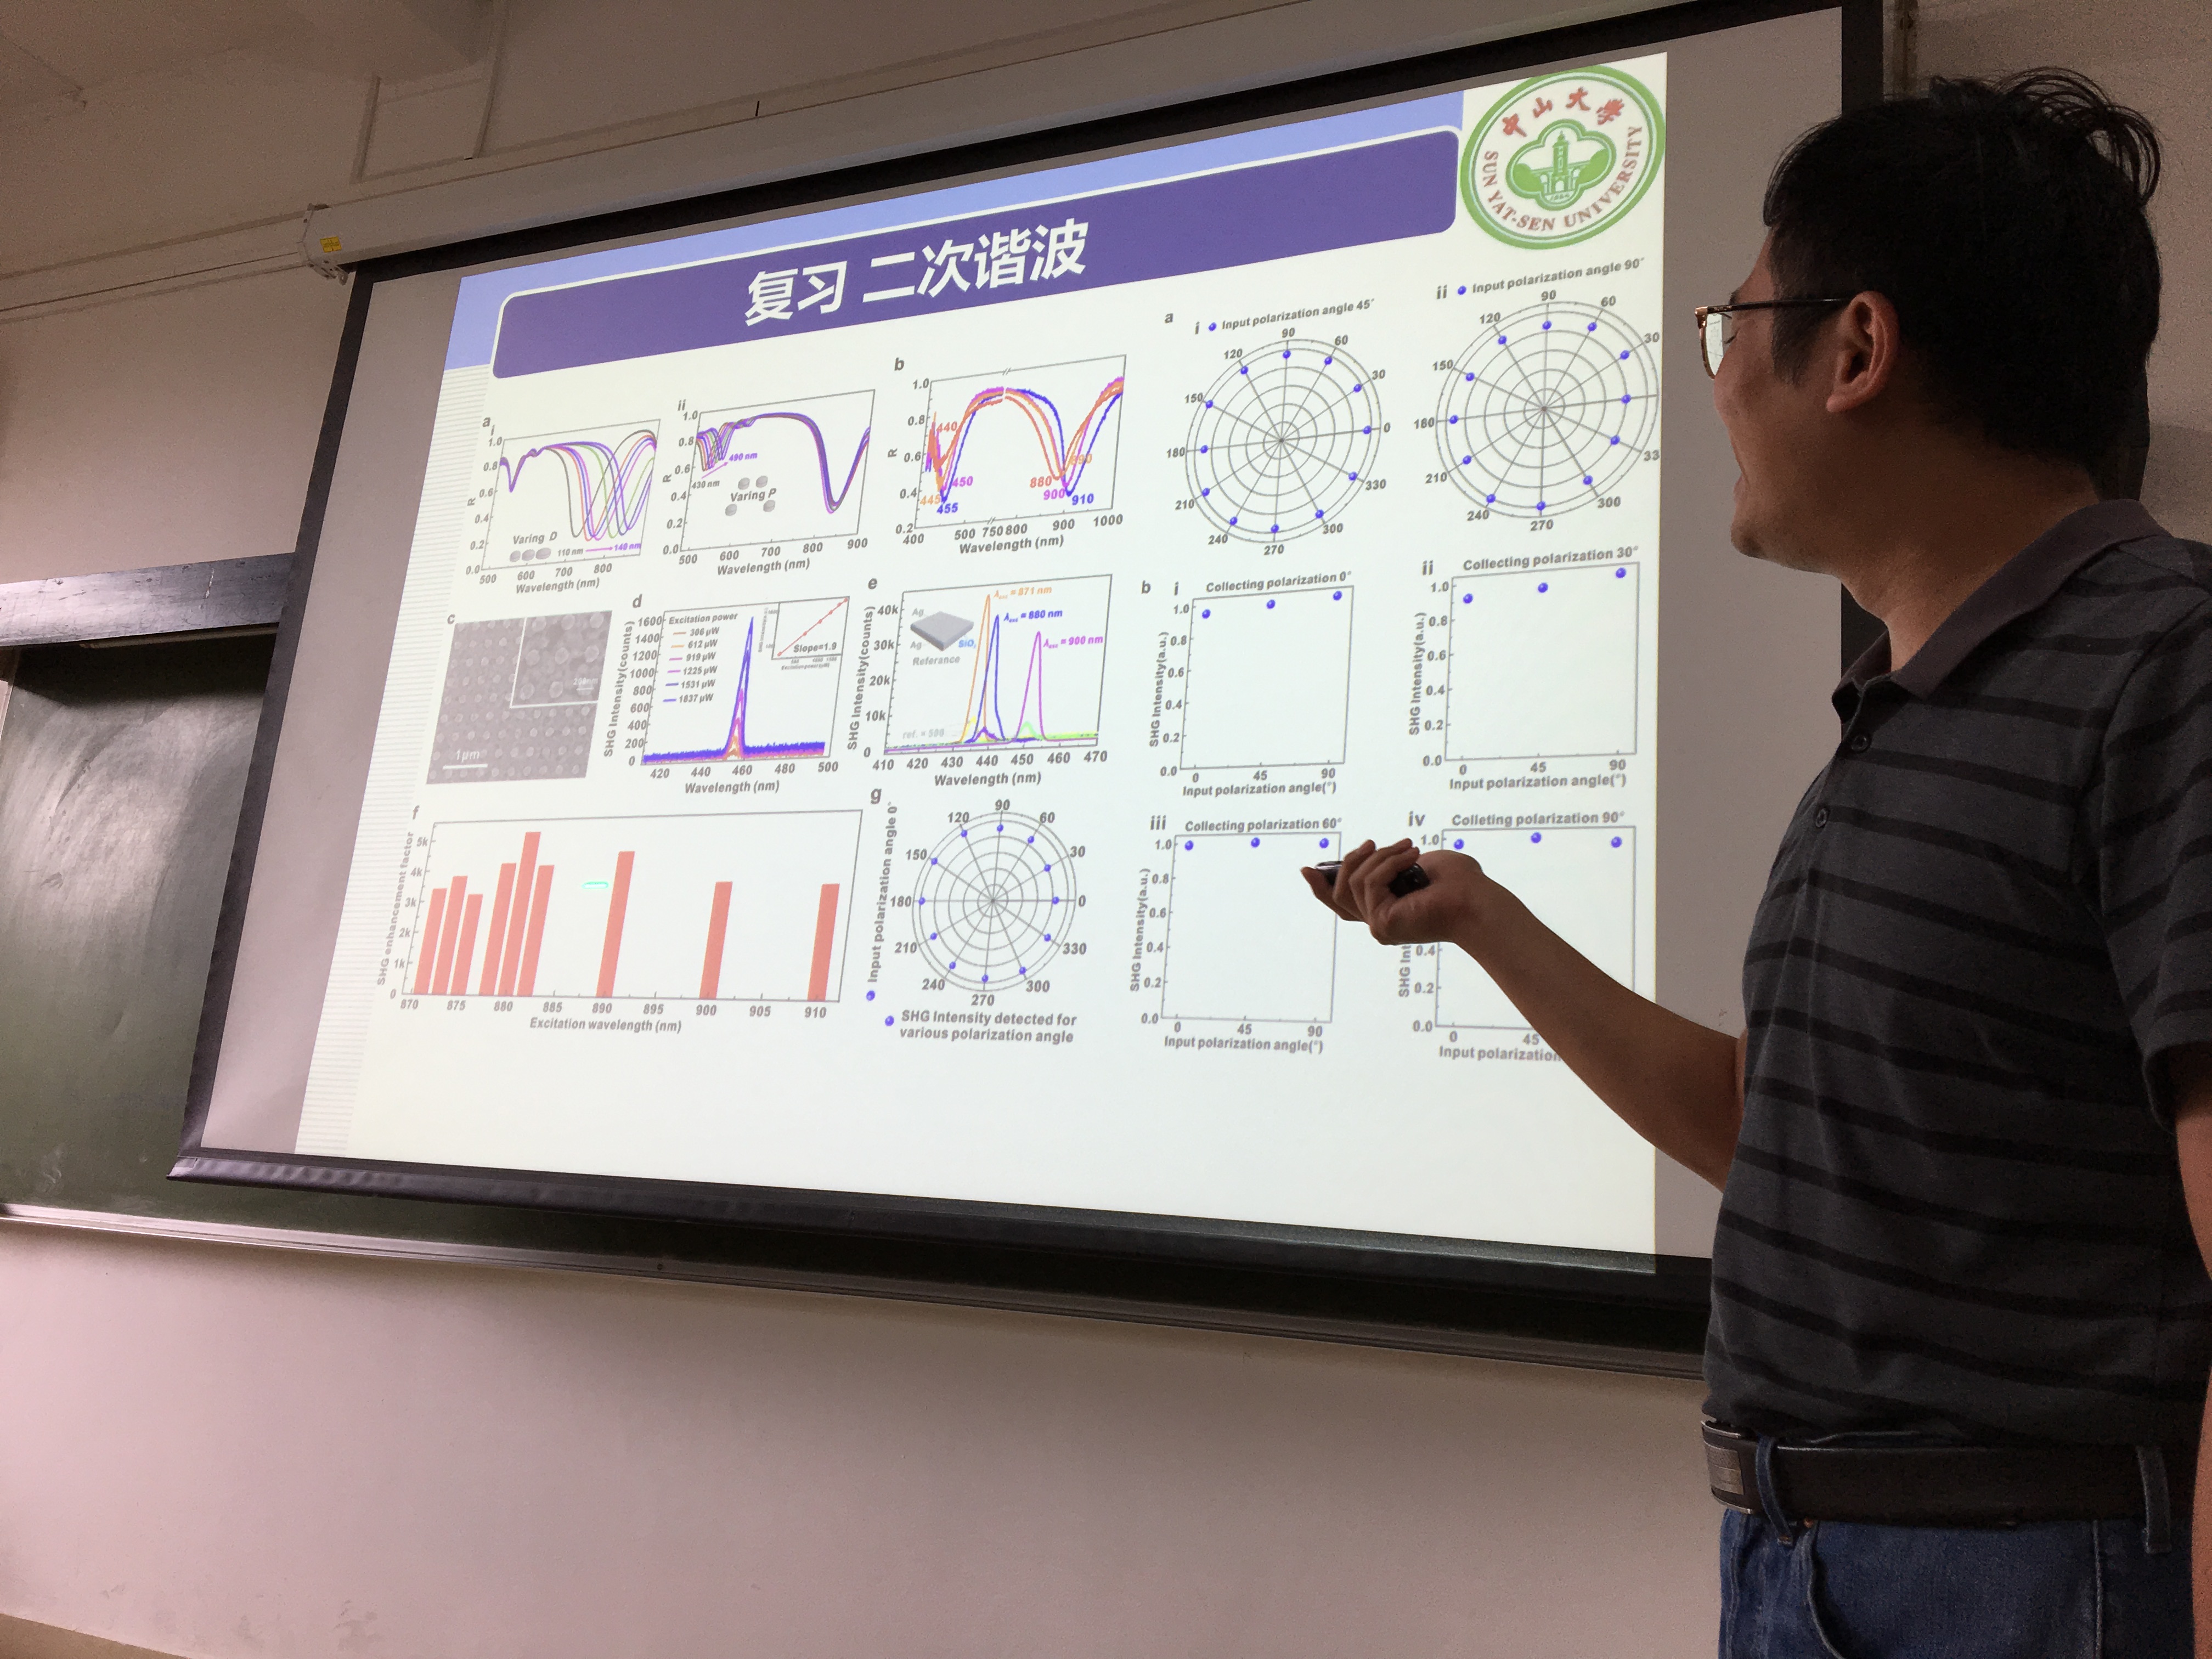 中山大學
SUN YAT-SEN UNIVERSITY
复习 二次谐波
a
i
1.0
0.8
0.6
0.4
0.2
0.0
R
Varing D
110 nm
140 nm
500 600 700 800
Wavelength (nm)
ii
1.0
0.8
0.6
0.4
0.2
0.0
R
490 nm
430 nm
Varing P
500 600 700 800 900
Wavelength (nm)
b
1.0
0.8
0.6
0.4
0.2
R
440
450
445
455
880
890
900
910
400 500 750 800 900 1000
Wavelength (nm)
c
1μm
d
1600
1400
1200
1000
800
600
400
200
0
SHG Intensity(counts)
Excitation power
306 μW
612 μW
919 μW
1225 μW
1531 μW
1837 μW
Slope=1.9
420 440 460 480 500
Wavelength (nm)
e
40k
30k
20k
10k
0
SHG Intensity(counts)
Ag
SiO
Ag
Referance
λexc = 871 nm
λexc = 880 nm
λexc = 900 nm
ref. × 500
410 420 430 440 450 460 470
Wavelength (nm)
f
5k
4k
3k
2k
1k
0
SHG enhancement factor
870 875 880 885 890 895 900 905 910
Excitation wavelength (nm)
g
Input polarization angle 0°
90
60
30
0
330
300
270
240
210
180
150
120
SHG Intensity detected for
various polarization angle
a
i
Input polarization angle 45°
90
60
30
0
330
300
270
240
210
180
150
120
ii
Input polarization angle 90°
90
60
30
33
300
270
240
210
180
150
120
b
i
Collecting polarization 0°
1.0
0.8
0.6
0.4
0.2
0.0
SHG Intensity(a.u.)
0 45 90
Input polarization angle(°)
ii
Collecting polarization 30°
1.0
0.8
0.6
0.4
0.2
0.0
SHG Intensity(a.u.)
0 45 90
Input polarization angle(°)
iii
Collecting polarization 60°
1.0
0.8
0.6
0.4
0.2
0.0
SHG Intensity(a.u.)
0 45 90
Input polarization angle(°)
iv
Colleting polarization 90°
1.0
0.4
0.2
0.0
SHG Int
0 45
Input polarization